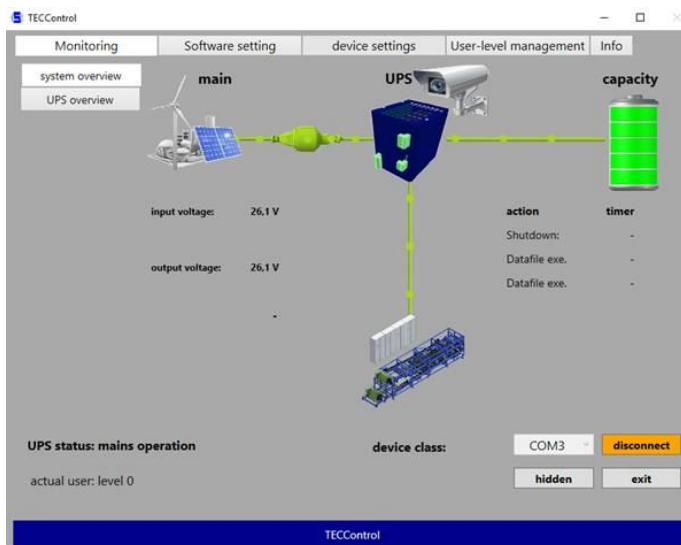 TECControl
Monitoring Software setting device settings User-level management Info
system overview
UPS overview
main UPS capacity
input voltage: 26,1 V
output voltage: 26,1 V
-
action timer
Shutdown: -
Datafile exe. -
Datafile exe. -
UPS status: mains operation
device class: COM3 disconnect
actual user: level 0
hidden exit
TECControl